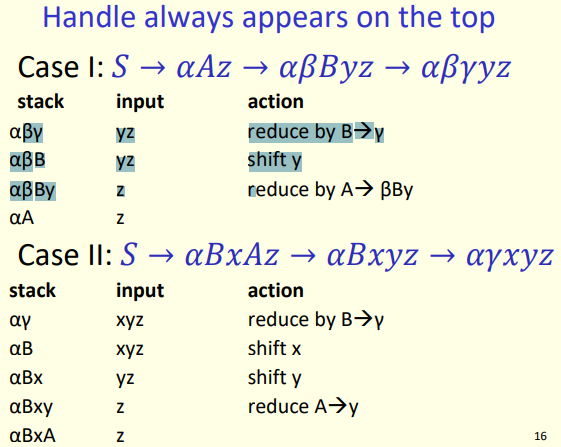 Handle always appears on the top
Case I: S → αAz → αβByz → αβγyz
stack input action
αβγ yz reduce by B→γ
αβB yz shift y
αβBy z reduce by A→ βBy
αA z
Case II: S → αBxAz → αBxyz → αγxyz
stack input action
αγ xyz reduce by B→γ
αB xyz shift x
αBx yz shift y
αBxy z reduce A→y
αBxA z
16